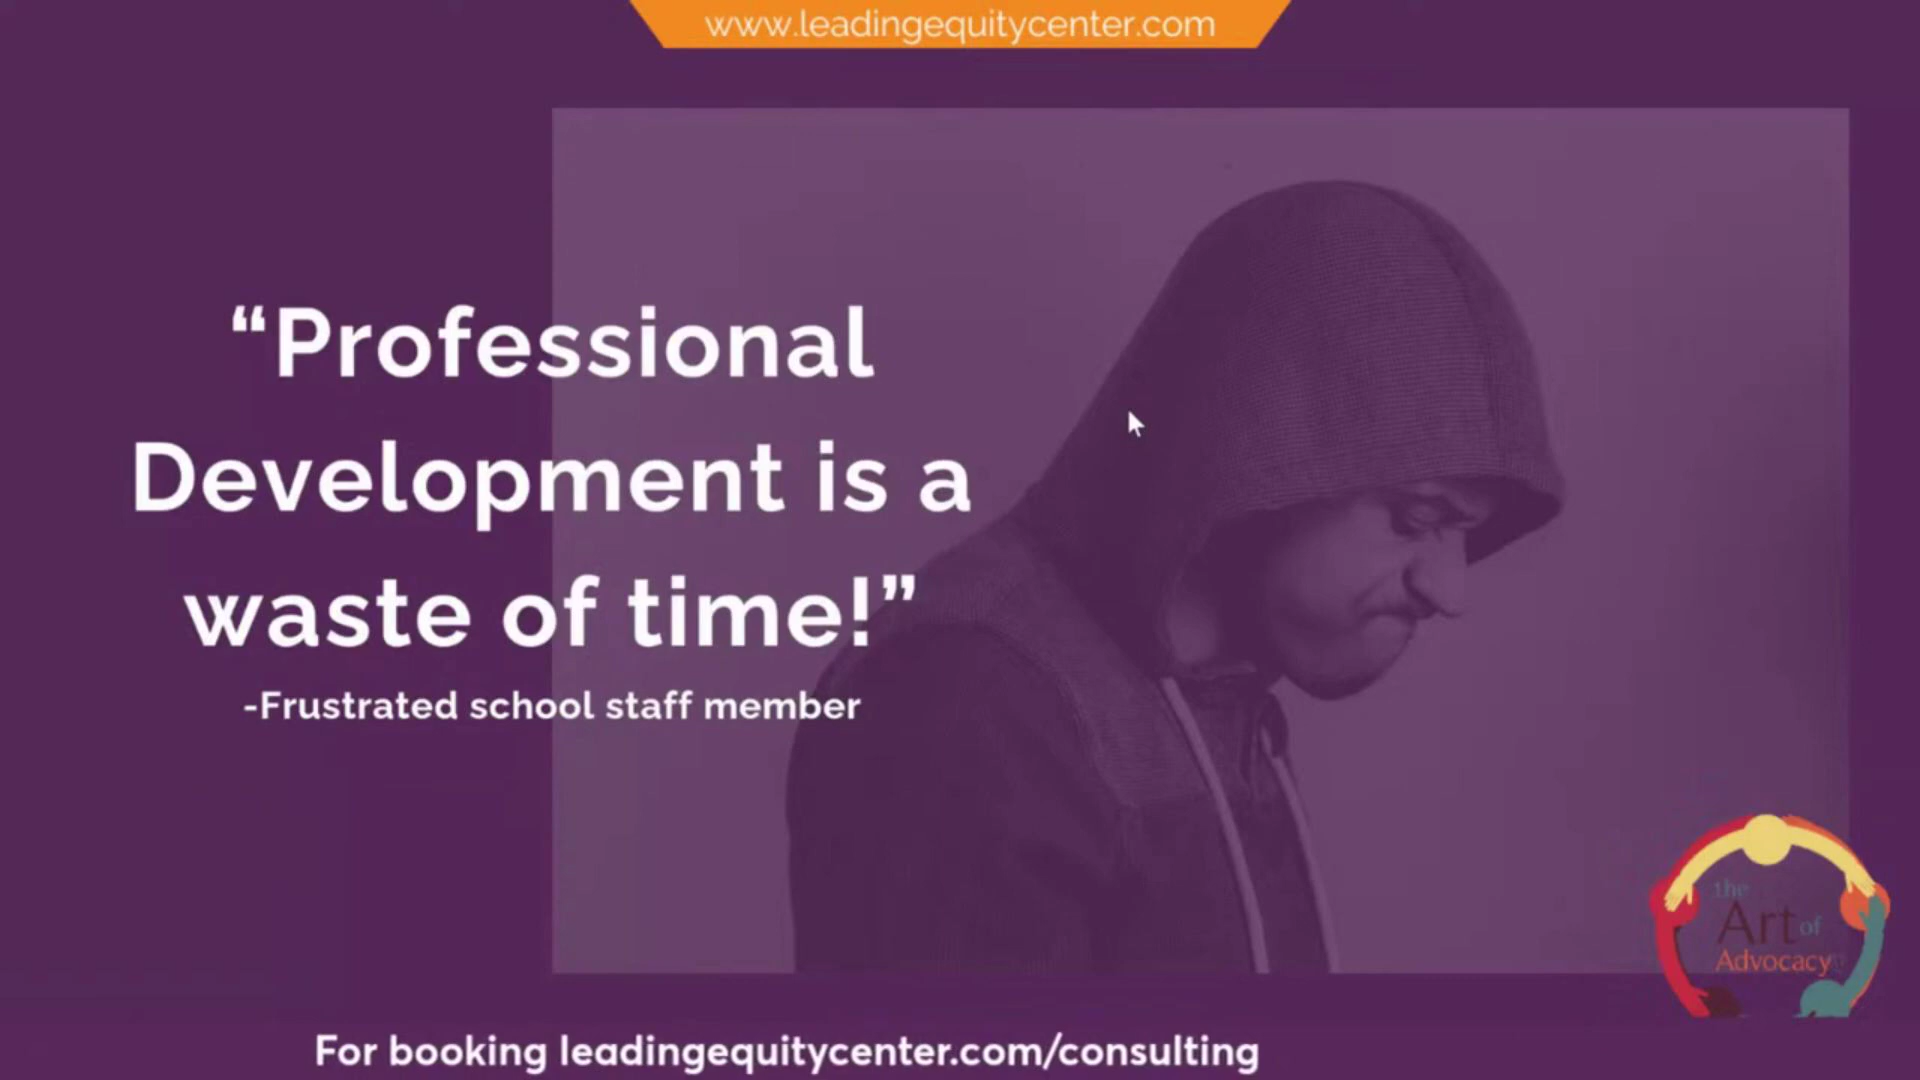 www.leadingequitycenter.com
“Professional
Development is a
waste of time!”
-Frustrated school staff member
the
Art of
Advocacy
For booking leadingequitycenter.com/consulting